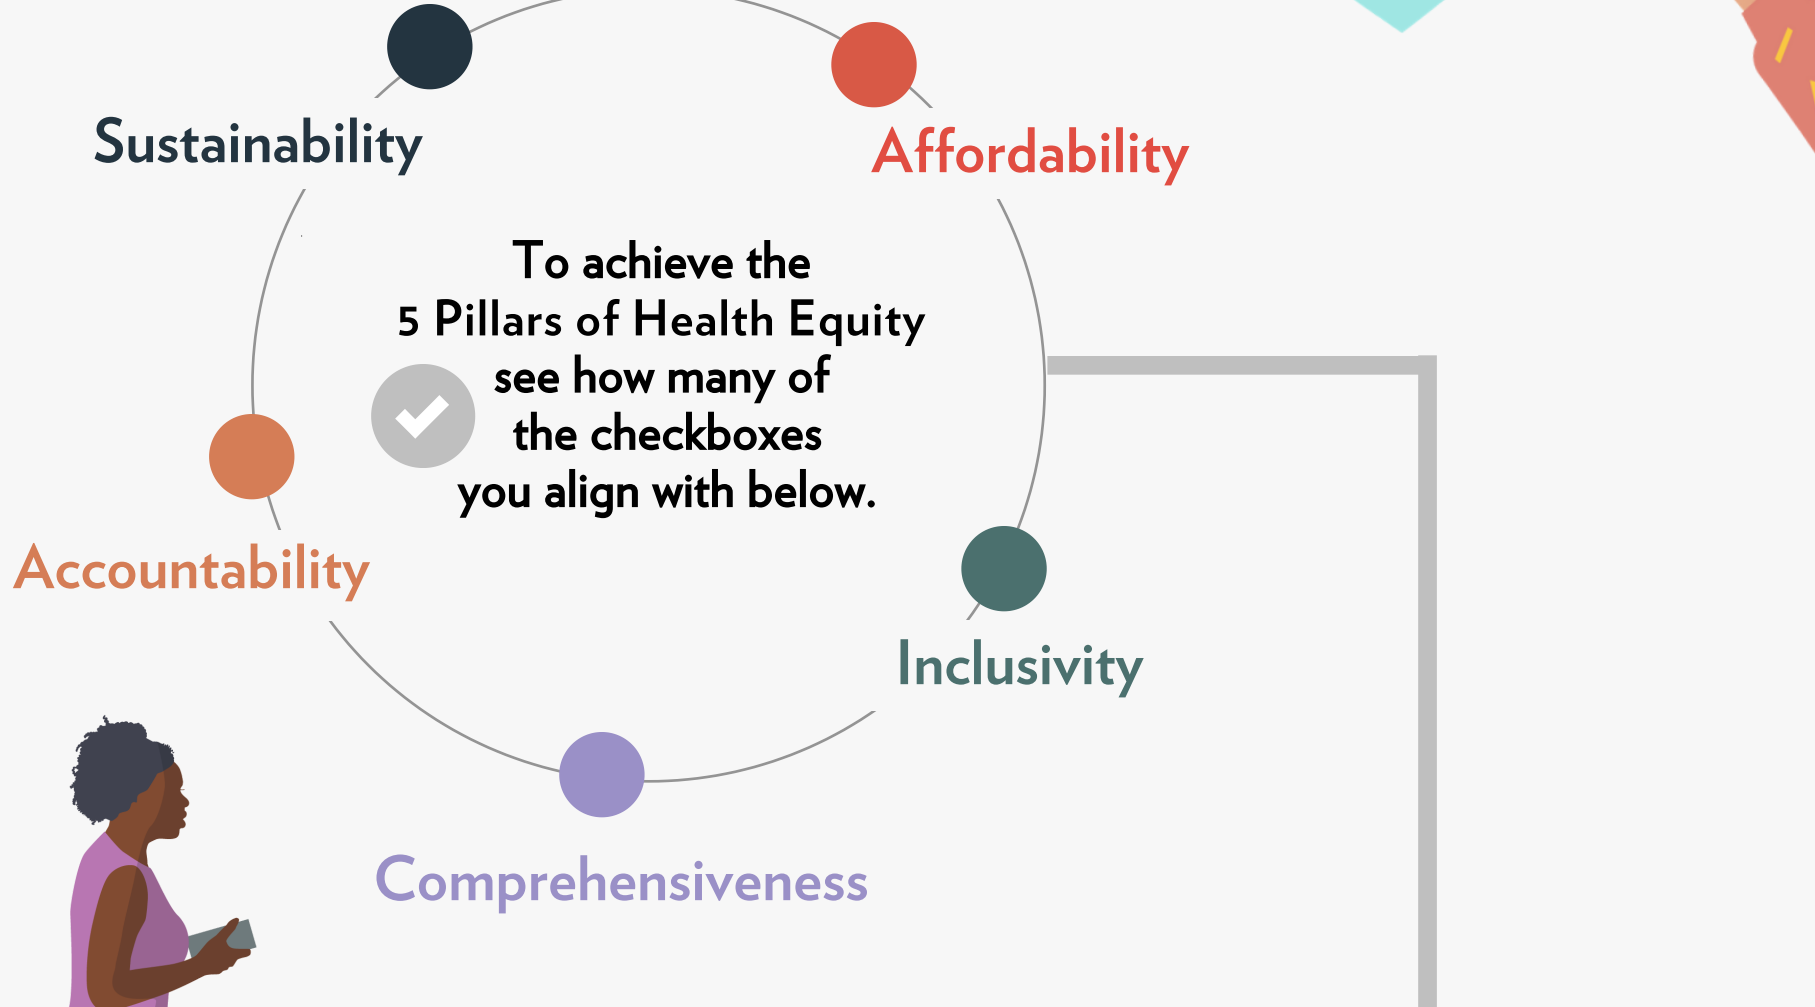 Sustainability
Affordability
To achieve the
5 Pillars of Health Equity
see how many of
the checkboxes
you align with below.
Accountability
Inclusivity
Comprehensiveness